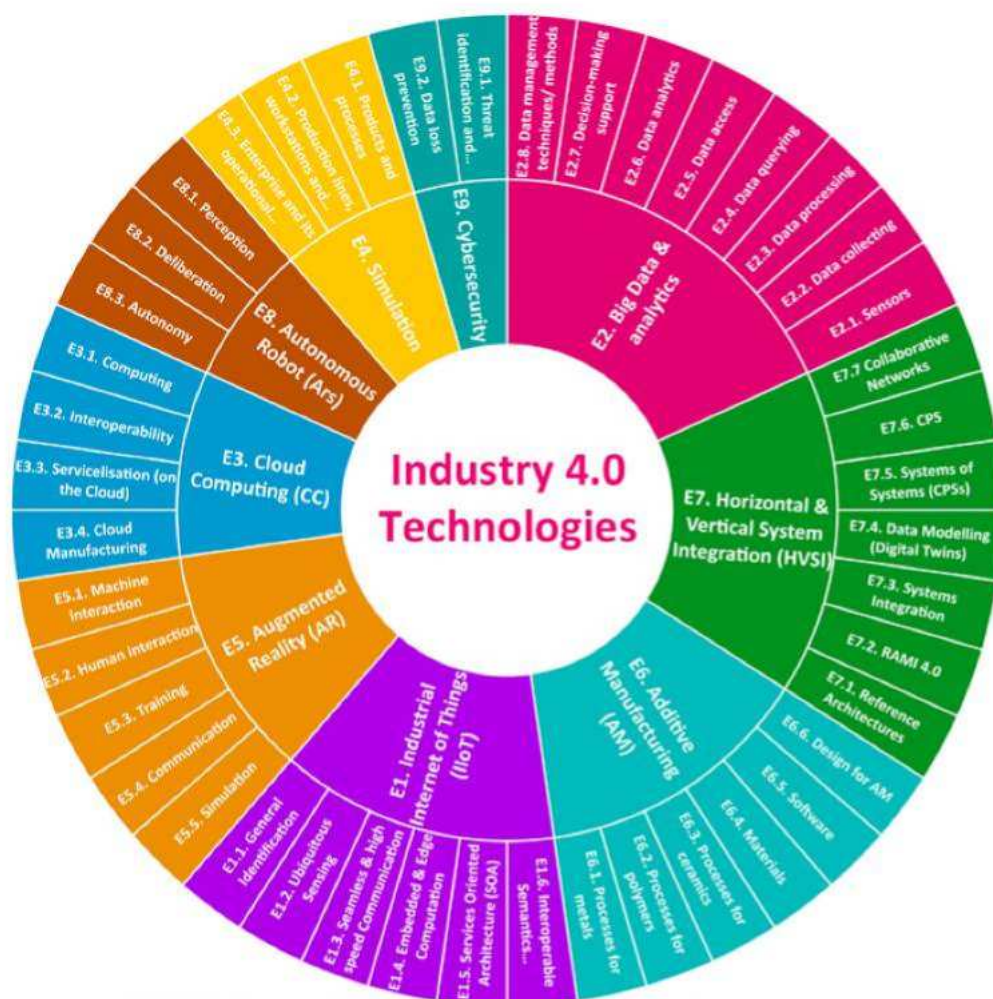 Industry 4.0
Technologies
E2. Big Data &
analytics
E2.8. Data management
techniques/ methods
E2.7. Decision-making
support
E2.6. Data analytics
E2.5. Data access
E2.4. Data querying
E2.3. Data processing
E2.2. Data collecting
E2.1. Sensors
E7. Horizontal &
Vertical System
Integration (HVSI)
E7.7 Collaborative
Networks
E7.6. CPS
E7.5. Systems of
Systems (CPSs)
E7.4. Data Modelling
(Digital Twins)
E7.3. Systems
Integration
E7.2. RAMI 4.0
E7.1. Reference
Architectures
E6. Additive
Manufacturing
(AM)
E6.6. Design for AM
E6.5. Software
E6.4. Materials
E6.3. Processes for
ceramics
E6.2. Processes for
polymers
E6.1. Processes for
metals
E1. Industrial
Internet of Things
(IIoT)
E1.6. Interoperable
Semantics...
E1.5. Services Oriented
Architecture (SOA)
E1.4. Embedded & Edge
Computation
E1.3. Seamless & high
speed Communication
E1.2. Ubiquitous
Sensing
E1.1. General
Identification
E5. Augmented
Reality (AR)
E5.5. Simulation
E5.4. Communication
E5.3. Training
E5.2. Human Interaction
E5.1. Machine
Interaction
E3. Cloud
Computing (CC)
E3.4. Cloud
Manufacturing
E3.3. Servicelisation (on
the Cloud)
E3.2. Interoperability
E3.1. Computing
E8. Autonomous
Robot (Ars)
E8.3. Autonomy
E8.2. Deliberation
E8.1. Perception
E4. Simulation
E4.3. Enterprise and its
operational...
E4.2 Production lines,
workstations and...
E4.1. Products and
processes
E9. Cybersecurity
E9.2. Data loss
prevention
E9.1. Threat
identification and...